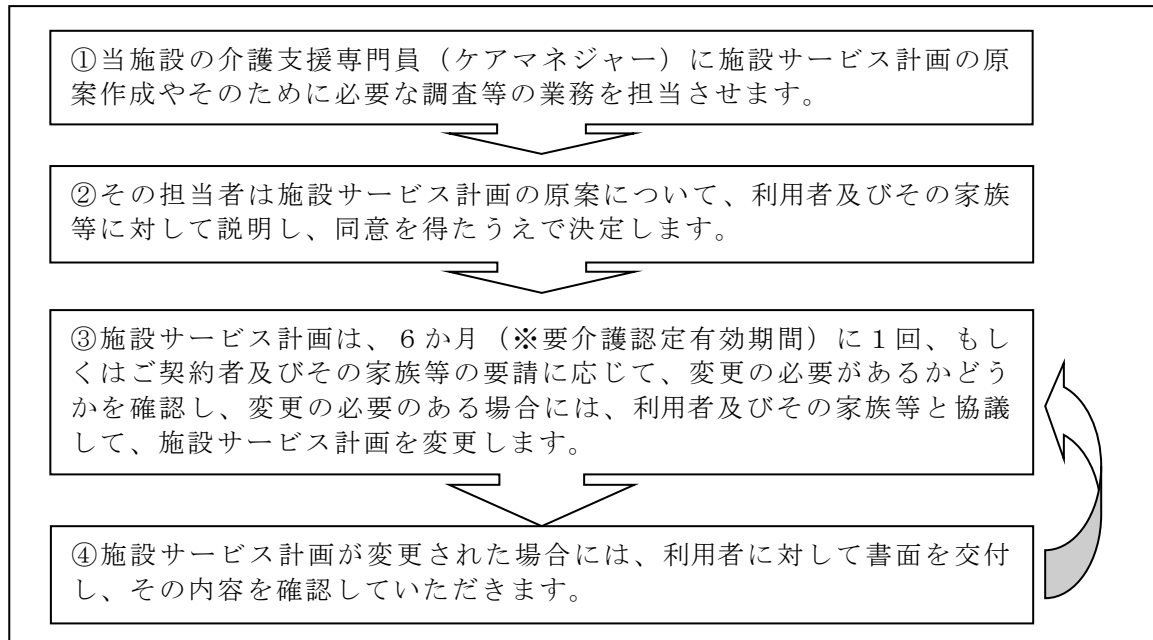 ①当施設の介護支援専門員（ケアマネジャー）に施設サービス計画の原
案作成やそのために必要な調査等の業務を担当させます。
②その担当者は施設サービス計画の原案について、利用者及びその家族
等に対して説明し、同意を得たうえで決定します。
③施設サービス計画は、６か月（※要介護認定有効期間）に１回、もし
くはご契約者及びその家族等の要請に応じて、変更の必要があるかどう
かを確認し、変更の必要のある場合には、利用者及びその家族等と協議
して、施設サービス計画を変更します。
④施設サービス計画が変更された場合には、利用者に対して書面を交付
し、その内容を確認していただきます。